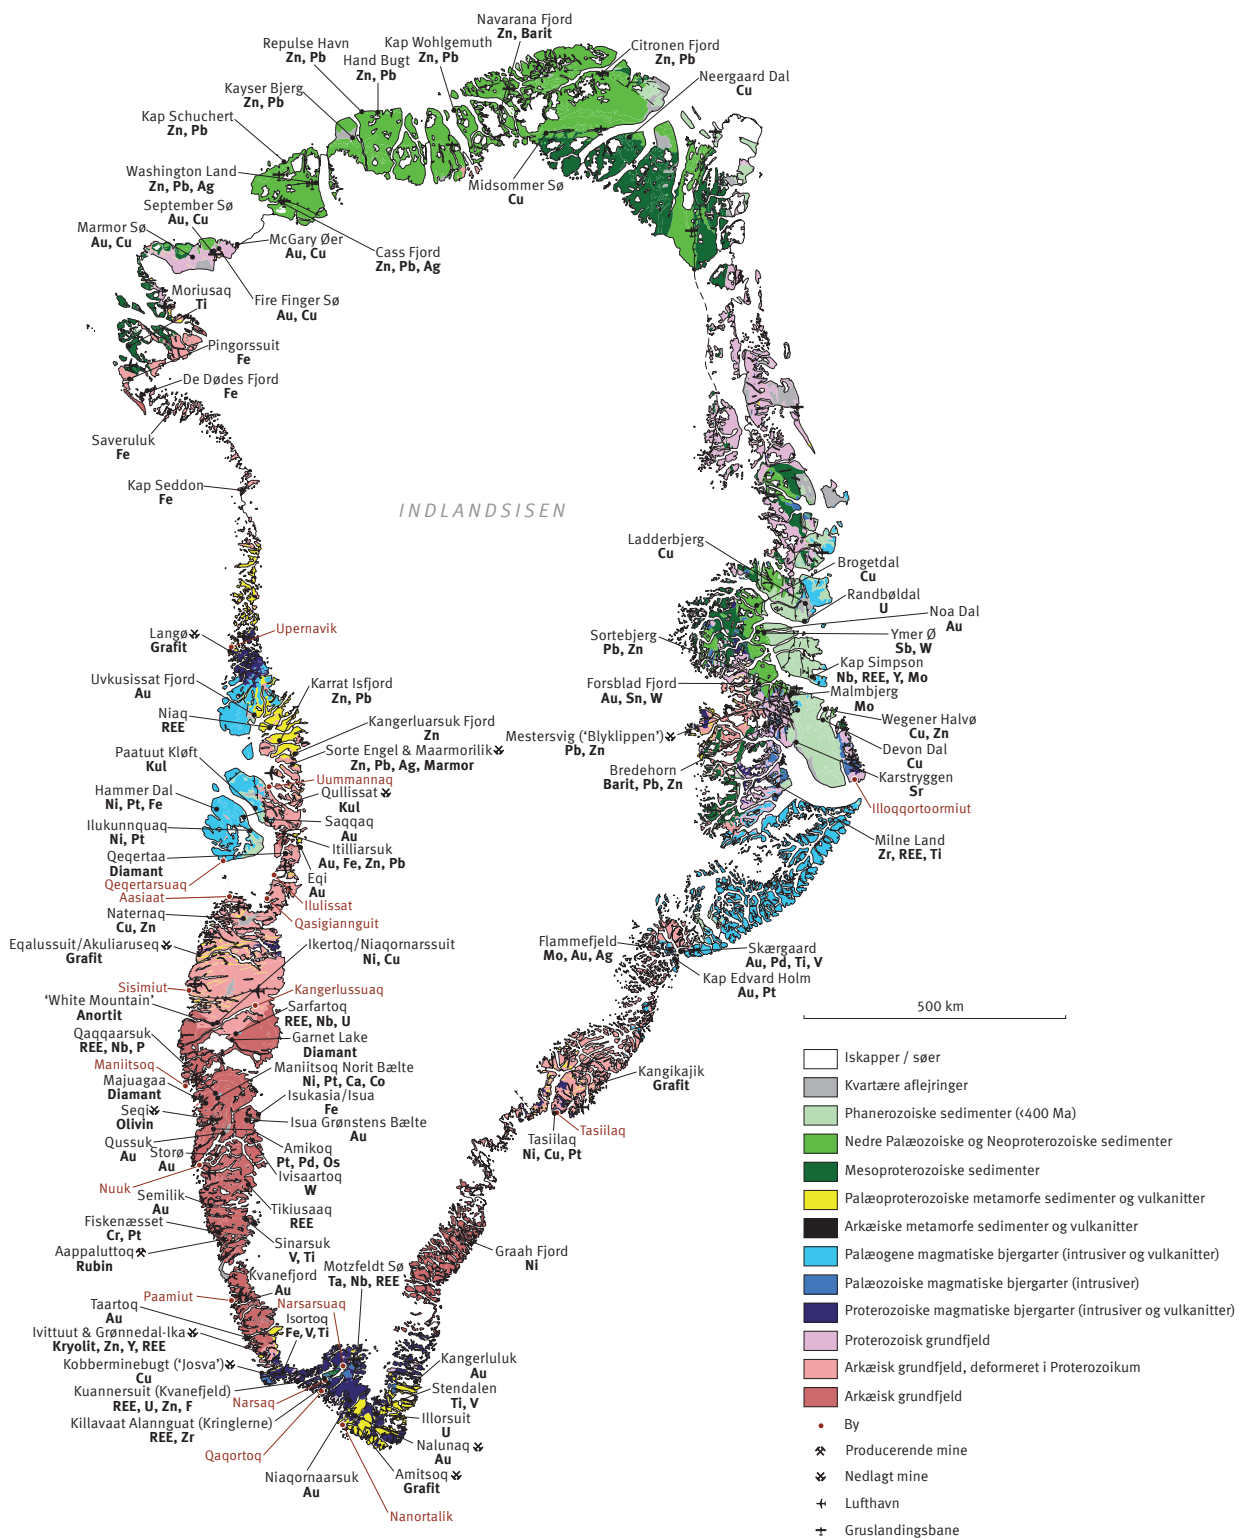 Navarana Fjord
Zn, Barit
Repulse Havn
Zn, Pb
Kap Wohlgemuth
Zn, Pb
Hand Bugt
Zn, Pb
Citronen Fjord
Zn, Pb
Neergaard Dal
Cu
Kayser Bjerg
Zn, Pb
Kap Schuchert
Zn, Pb
Washington Land
Zn, Pb, Ag
Midsommer Sø
Cu
September Sø
Au, Cu
Marmor Sø
Au, Cu
McGary Øer
Au, Cu
Cass Fjord
Zn, Pb, Ag
Moriusaq
Ti
Fire Finger Sø
Au, Cu
Pingorssuit
Fe
De Dødes Fjord
Fe
Saveruluk
Fe
Kap Seddon
Fe
INDLANDSISEN
Ladderbjerg
Cu
Brogetdal
Cu
Randbøldal
U
Noa Dal
Au
Ymer Ø
Sb, W
Sortebjerg
Pb, Zn
Kap Simpson
Nb, REE, Y, Mo
Forsblad Fjord
Au, Sn, W
Malmbjerg
Mo
Wegener Halvø
Cu, Zn
Mestersvig (‘Blyklippen’)
Pb, Zn
Devon Dal
Cu
Bredehorn
Barit, Pb, Zn
Karstryggen
Sr
Illoqqortoormiut
Milne Land
Zr, REE, Ti
Langø
Grafit
Upernavik
Uvkusissat Fjord
Au
Karrat Isfjord
Zn, Pb
Niaq
REE
Kangerluarsuk Fjord
Zn
Paatuut Kløft
Kul
Sorte Engel & Maarmorilik
Zn, Pb, Ag, Marmor
Uummannaq
Hammer Dal
Ni, Pt, Fe
Qullissat
Kul
Saqqaq
Au
Ilukunnquaq
Ni, Pt
Itilliarsuk
Au, Fe, Zn, Pb
Qeqertaa
Diamant
Eqi
Au
Qeqertarsuaq
Aasiaat
Ilulissat
Qasigiannguit
Naternaq
Cu, Zn
Eqalussuit/Akuliaruseq
Grafit
Ikertoq/Niaqornarssuit
Ni, Cu
Flammefjeld
Mo, Au, Ag
Skærgaard
Au, Pd, Ti, V
Kap Edvard Holm
Au, Pt
Sisimiut
Kangerlussuaq
‘White Mountain’
Anortit
Sarfartoq
REE, Nb, U
Qaqqaarsuk
REE, Nb, P
Garnet Lake
Diamant
Maniitsoq
Maniitsoq Norit Bælte
Ni, Pt, Ca, Co
Majuagaa
Diamant
Isukasia/Isua
Fe
Seqi
Olivin
Isua Grønstens Bælte
Au
Qussuk
Au
Amikoq
Pt, Pd, Os
Storø
Au
Ivisaartoq
W
Nuuk
Semilik
Au
Tikiusaaq
REE
Fiskenæsset
Cr, Pt
Sinarsuk
V, Ti
Aappaluttoq
Rubin
Kangikajik
Grafit
Tasiilaq
Ni, Cu, Pt
Tasiilaq
Graah Fjord
Ni
Kvanefjord
Au
Motzfeldt Sø
Ta, Nb, REE
Paamiut
Narsarsuaq
Taartoq
Au
Isortoq
Fe, V, Ti
Ivittuut & Grønnedal-Ika
Kryolit, Zn, Y, REE
Kobberminebugt (‘Josva’)
Cu
Kangerluluk
Au
Kuannersuit (Kvanefjeld)
REE, U, Zn, F
Narsaq
Stendalen
Ti, V
Killavaat Alannguat (Kringlerne)
REE, Zr
Illorsuit
U
Qaqortoq
Nalunaq
Au
Niaqornaarsuk
Au
Amitsoq
Grafit
Nanortalik
500 km
Iskapper / søer
Kvartære aflejringer
Phanerozoiske sedimenter (<400 Ma)
Nedre Palæozoiske og Neoproterozoiske sedimenter
Mesoproterozoiske sedimenter
Palæoproterozoiske metamorfe sedimenter og vulkanitter
Arkæiske metamorfe sedimenter og vulkanitter
Palæogene magmatiske bjergarter (intrusiver og vulkanitter)
Palæozoiske magmatiske bjergarter (intrusiver)
Proterozoiske magmatiske bjergarter (intrusiver og vulkanitter)
Proterozoisk grundfjeld
Arkæisk grundfjeld, deformeret i Proterozoikum
Arkæisk grundfjeld
By
Producerende mine
Nedlagt mine
Lufthavn
Gruslandingsbane